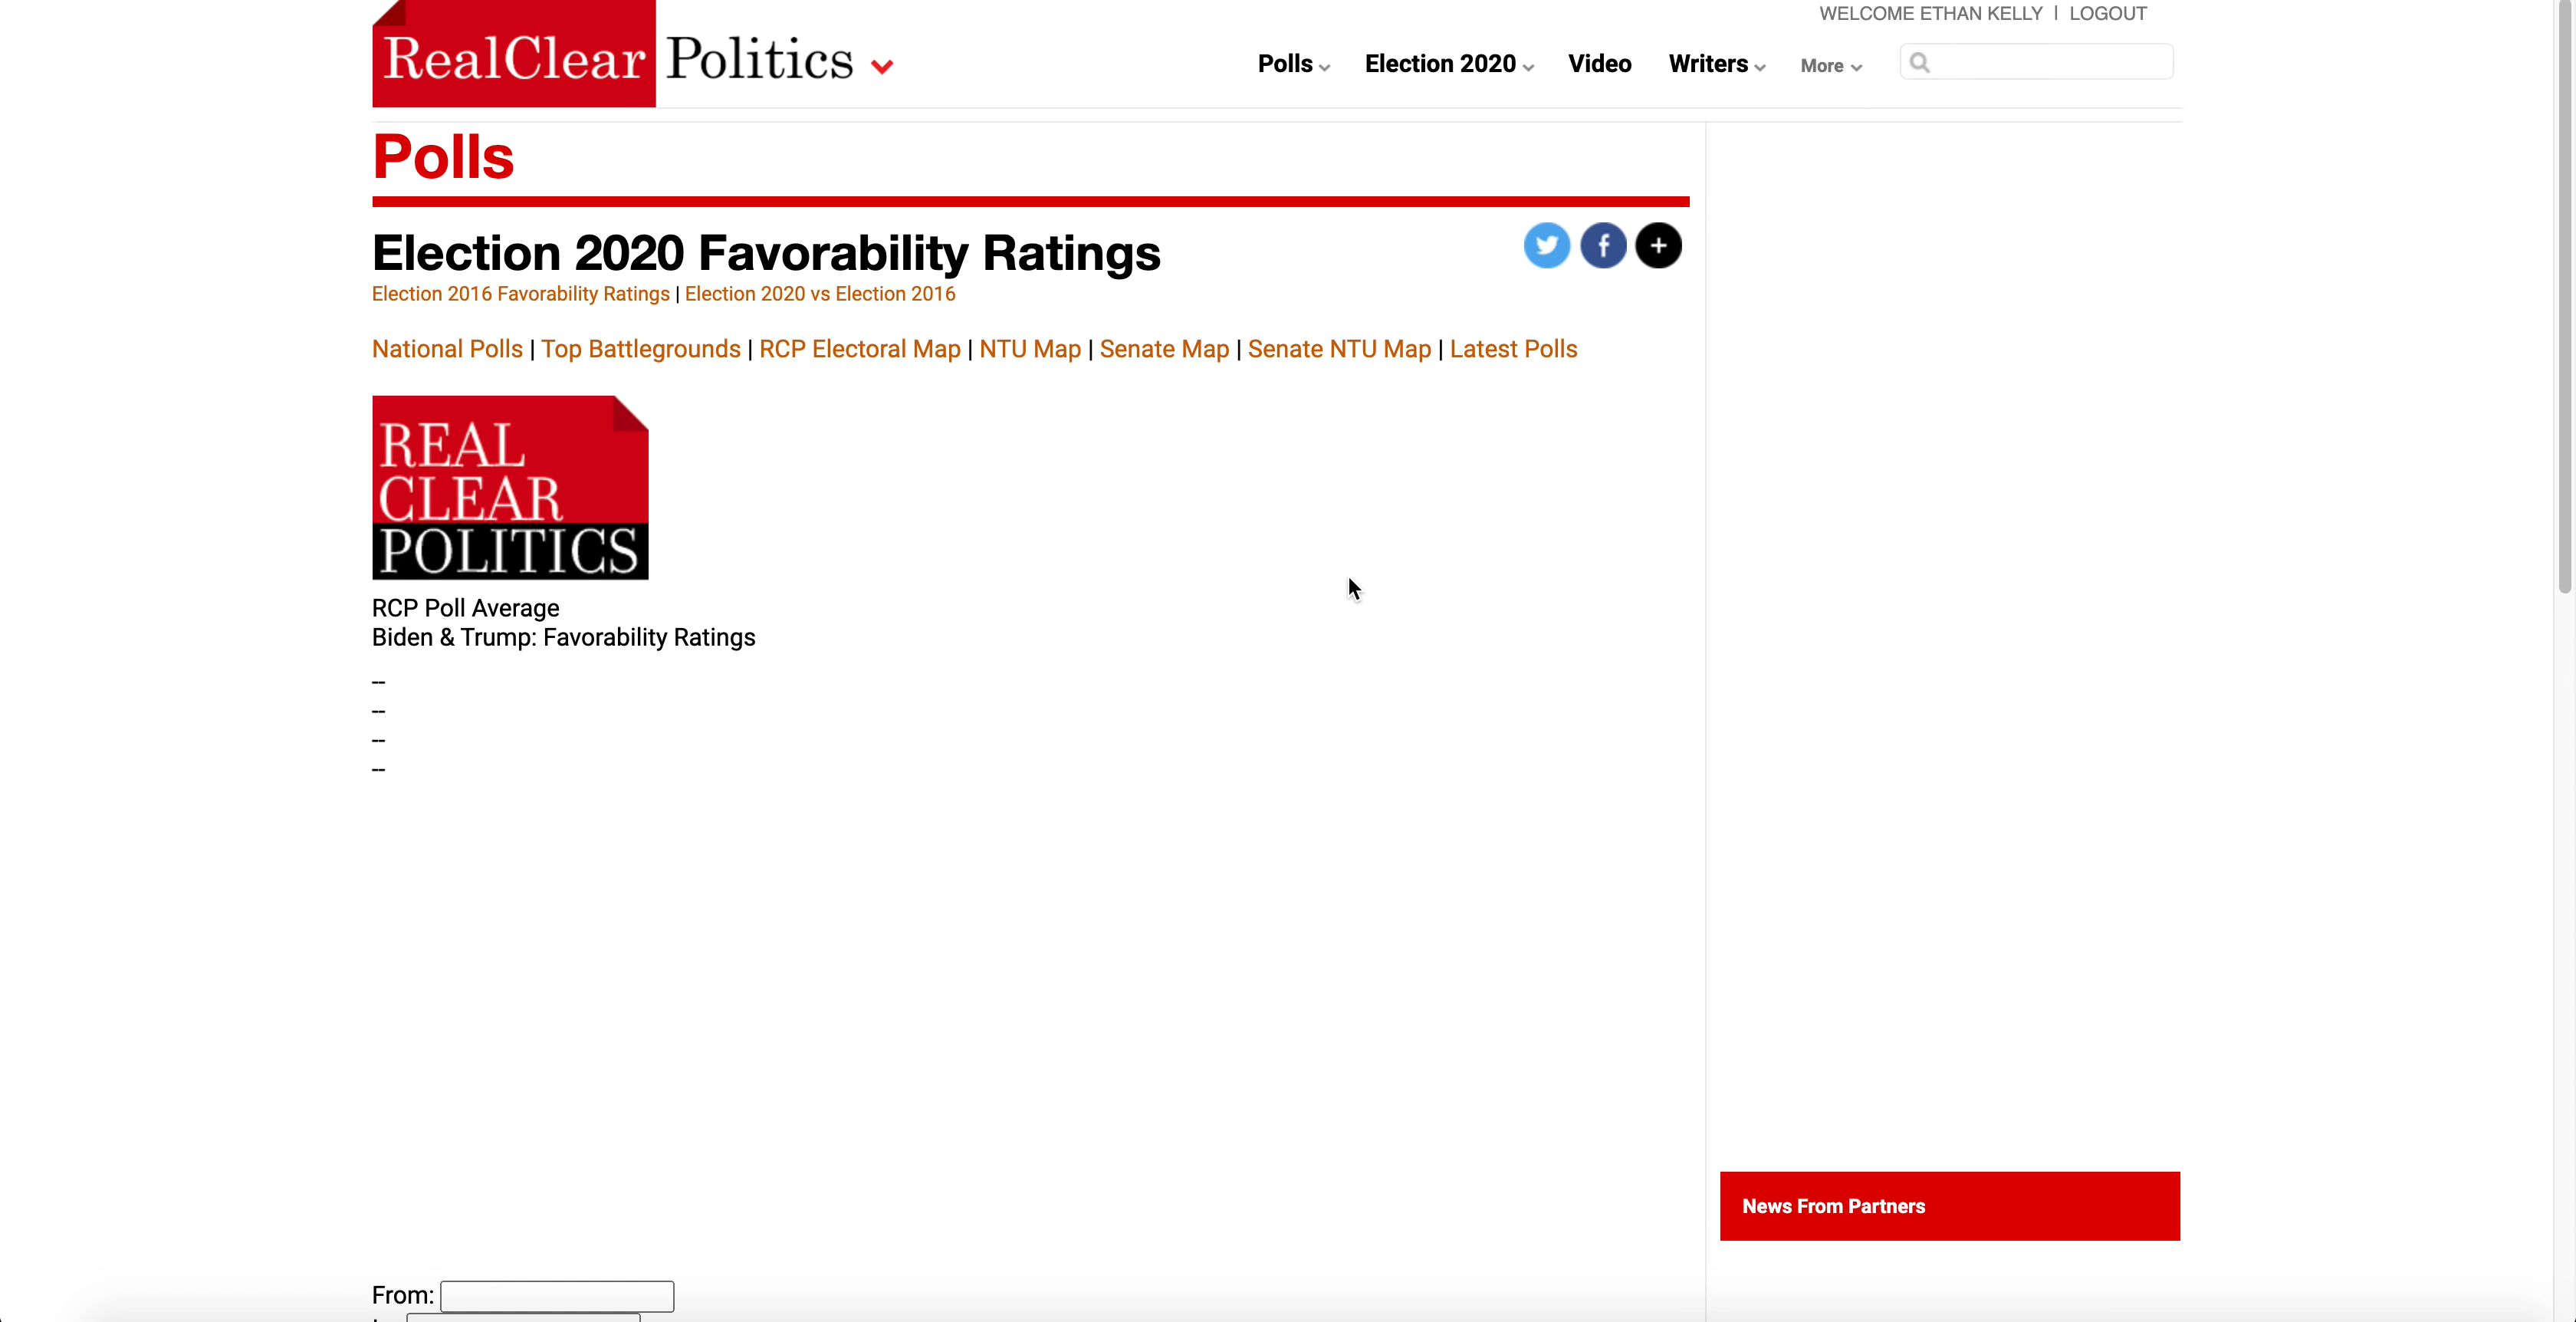 WELCOME ETHAN KELLY | LOGOUT
RealClear Politics
Polls Election 2020 Video Writers More
Polls
Election 2020 Favorability Ratings
Election 2016 Favorability Ratings | Election 2020 vs Election 2016
National Polls | Top Battlegrounds | RCP Electoral Map | NTU Map | Senate Map | Senate NTU Map | Latest Polls
REAL
CLEAR
POLITICS
RCP Poll Average
Biden & Trump: Favorability Ratings
--
--
--
--
News From Partners
From: